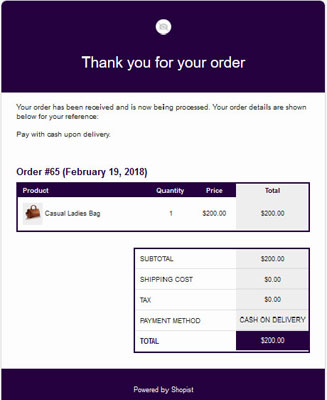 Thank you for your order
Your order has been received and is now being processed. Your order details are shown
below for your reference:
Pay with cash upon delivery.
Order #65 (February 19, 2018)
Product Quantity Price Total
Casual Ladies Bag 1 $200.00 $200.00
SUBTOTAL $200.00
SHIPPING COST $0.00
TAX $0.00
PAYMENT METHOD CASH ON DELIVERY
TOTAL $200.00
Powered by Shopist